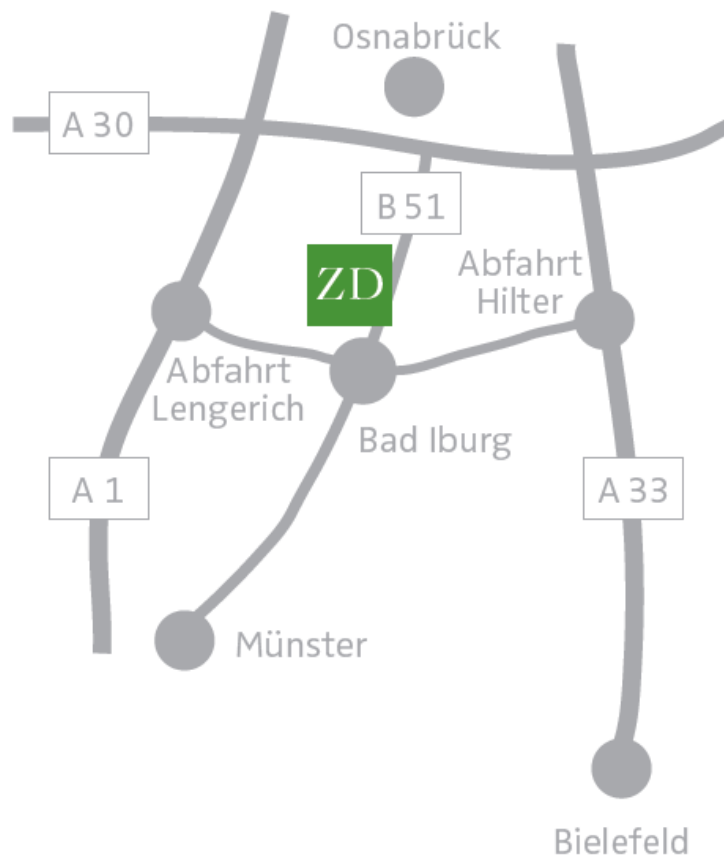 Osnabrück
A 30
B 51
ZD
Abfahrt
Hilter
Abfahrt
Lengerich
Bad Iburg
A 1
A 33
Münster
Bielefeld